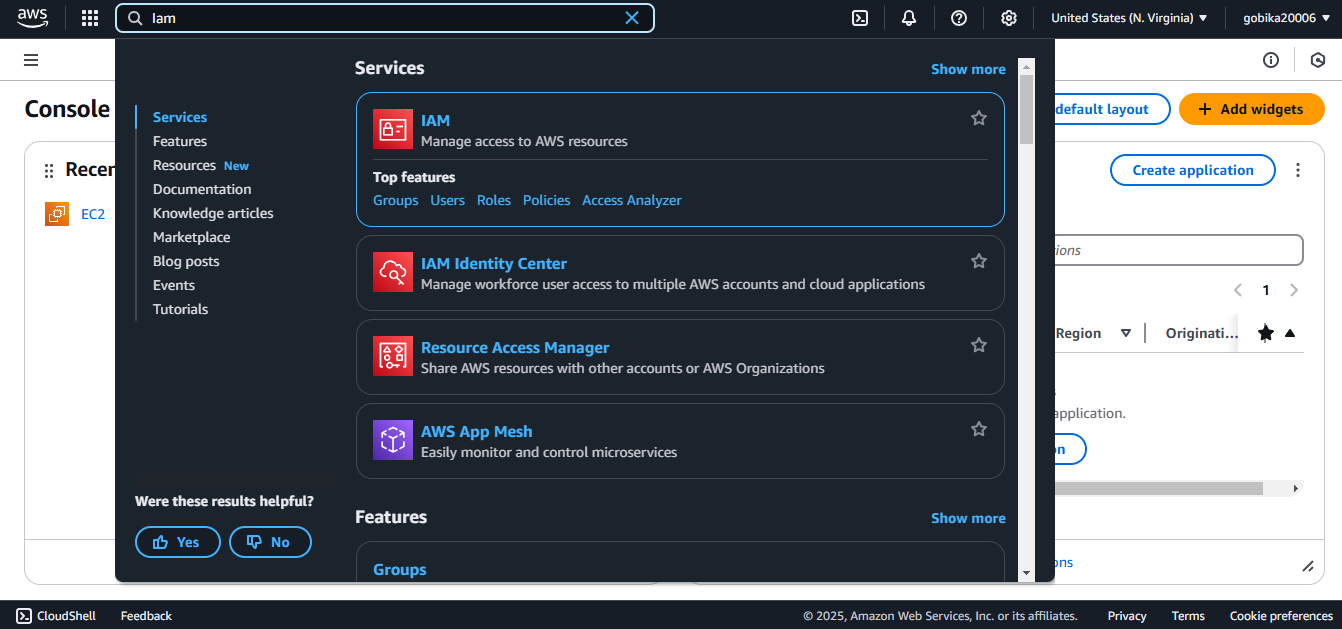 aws
Iam
United States (N. Virginia)
gobika20006
Console
default layout
Add widgets
Recen
EC2
Create application
ions
1
Region
Originati...
application.
on
ons
Services
Features
Resources New
Documentation
Knowledge articles
Marketplace
Blog posts
Events
Tutorials
Were these results helpful?
Yes
No
Services
Show more
IAM
Manage access to AWS resources
Top features
Groups Users Roles Policies Access Analyzer
IAM Identity Center
Manage workforce user access to multiple AWS accounts and cloud applications
Resource Access Manager
Share AWS resources with other accounts or AWS Organizations
AWS App Mesh
Easily monitor and control microservices
Features
Show more
Groups
CloudShell
Feedback
© 2025, Amazon Web Services, Inc. or its affiliates.
Privacy
Terms
Cookie preferences